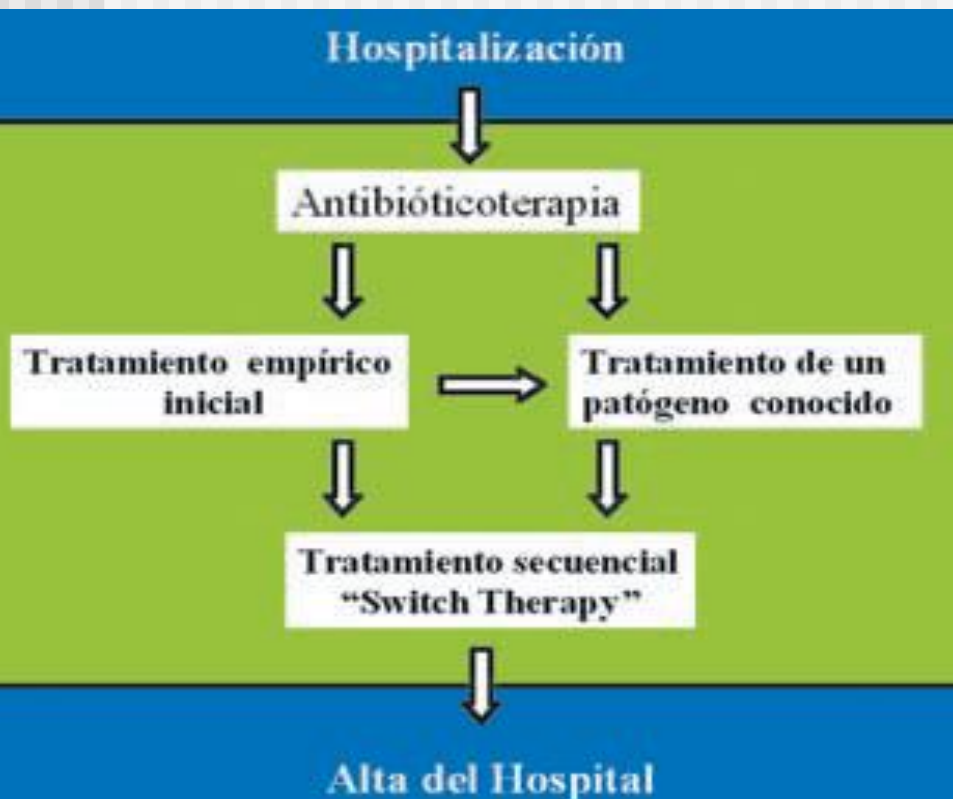 Hospitalización
Antibióticoterapia
Tratamiento empírico
inicial
Tratamiento de un
patógeno conocido
Tratamiento secuencial
“Switch Therapy”
Alta del Hospital